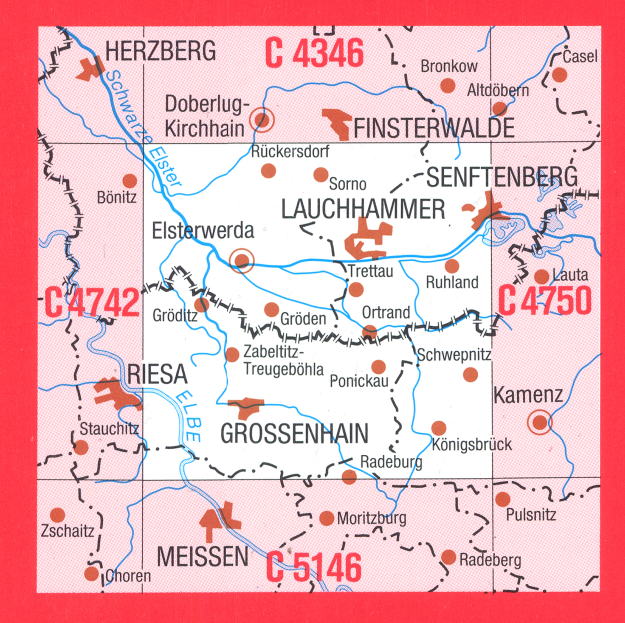 HERZBERG
C 4346
Casel
Bronkow
Altdöbern
Schwarze Elster
Doberlug-
Kirchhain
FINSTERWALDE
Rückersdorf
Sorno
SENFTENBERG
Bönitz
LAUCHHAMMER
Elsterwerda
Trettau
Ruhland
Lauta
C 4742
C 4750
Gröditz
Gröden
Ortrand
Zabeltitz-
Treugeböhla
Schwepnitz
Ponickau
RIESA
Kamenz
ELBE
Stauchitz
GROSSENHAIN
Königsbrück
Radeburg
Zschaitz
Moritzburg
Pulsnitz
MEISSEN
C 5146
Radeberg
Choren